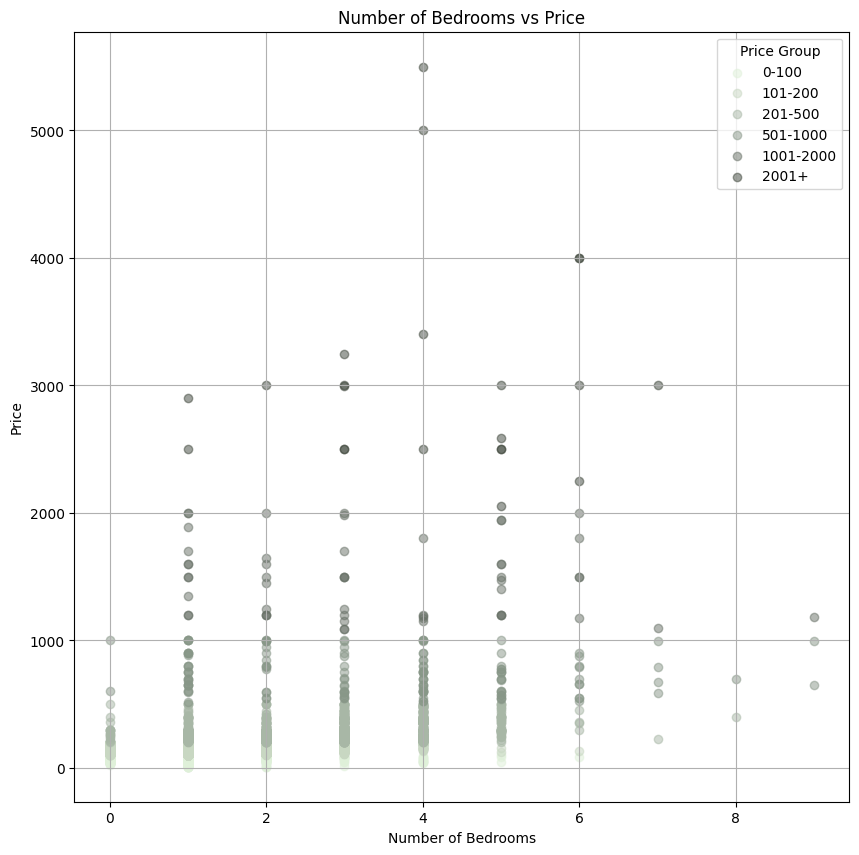 Number of Bedrooms vs Price
Price Group
0-100
101-200
201-500
501-1000
1001-2000
2001+
5000
4000
3000
2000
1000
0
Price
0 2 4 6 8
Number of Bedrooms